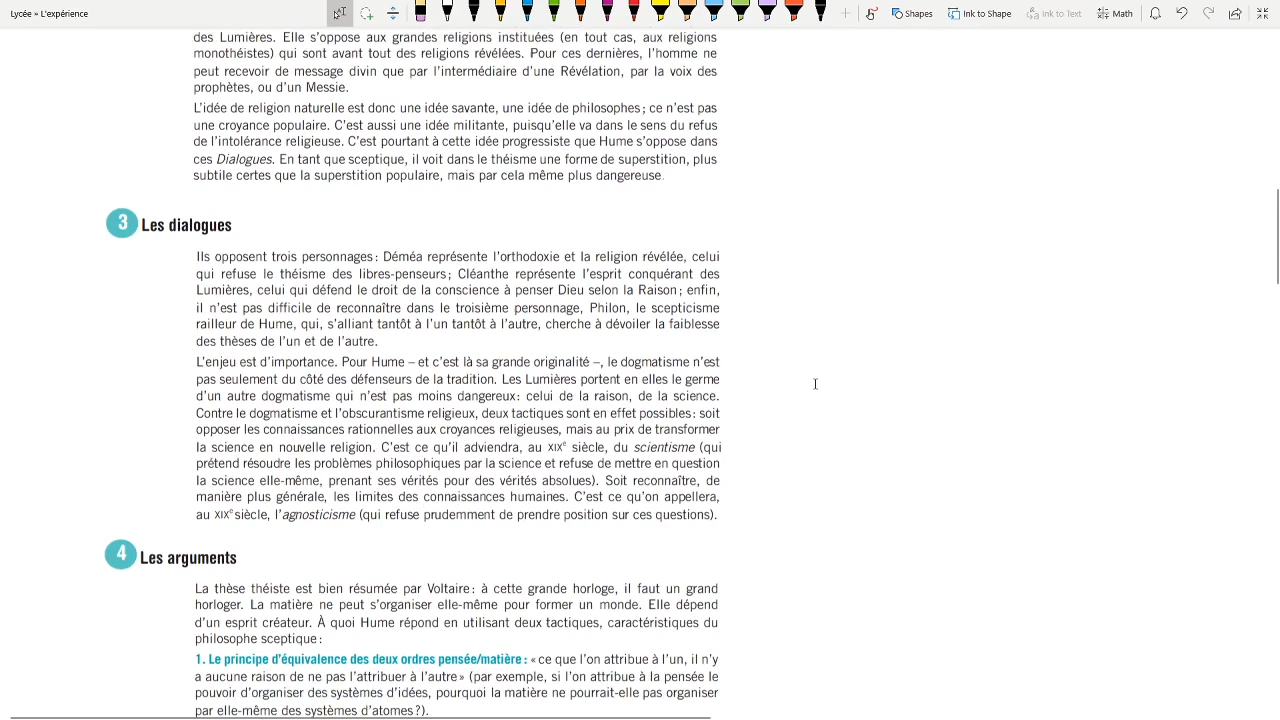 Lycée » L'expérience
Shapes
Ink to Shape
Ink to Text
Math
des Lumières. Elle s'oppose aux grandes religions instituées (en tout cas, aux religions
monothéistes) qui sont avant tout des religions révélées. Pour ces dernières, l'homme ne
peut recevoir de message divin que par l'intermédiaire d'une Révélation, par la voix des
prophètes, ou d'un Messie.
L'idée de religion naturelle est donc une idée savante, une idée de philosophes ; ce n'est pas
une croyance populaire. C'est aussi une idée militante, puisqu'elle va dans le sens du refus
de l'intolérance religieuse. C'est pourtant à cette idée progressiste que Hume s'oppose dans
ces Dialogues. En tant que sceptique, il voit dans le théisme une forme de superstition, plus
subtile certes que la superstition populaire, mais par cela même plus dangereuse.
3 Les dialogues
Ils opposent trois personnages : Déméa représente l'orthodoxie et la religion révélée, celui
qui refuse le théisme des libres-penseurs ; Cléanthe représente l'esprit conquérant des
Lumières, celui qui défend le droit de la conscience à penser Dieu selon la Raison ; enfin,
il n'est pas difficile de reconnaître dans le troisième personnage, Philon, le scepticisme
railleur de Hume, qui, s'alliant tantôt à l'un tantôt à l'autre, cherche à dévoiler la faiblesse
des thèses de l'un et de l'autre.
L'enjeu est d'importance. Pour Hume – et c'est là sa grande originalité –, le dogmatisme n'est
pas seulement du côté des défenseurs de la tradition. Les Lumières portent en elles le germe
d'un autre dogmatisme qui n'est pas moins dangereux : celui de la raison, de la science.
Contre le dogmatisme et l'obscurantisme religieux, deux tactiques sont en effet possibles : soit
opposer les connaissances rationnelles aux croyances religieuses, mais au prix de transformer
la science en nouvelle religion. C'est ce qu'il adviendra, au XIXe siècle, du scientisme (qui
prétend résoudre les problèmes philosophiques par la science et refuse de mettre en question
la science elle-même, prenant ses vérités pour des vérités absolues). Soit reconnaître, de
manière plus générale, les limites des connaissances humaines. C'est ce qu'on appellera,
au XIXe siècle, l'agnosticisme (qui refuse prudemment de prendre position sur ces questions).
4 Les arguments
La thèse théiste est bien résumée par Voltaire : à cette grande horloge, il faut un grand
horloger. La matière ne peut s'organiser elle-même pour former un monde. Elle dépend
d'un esprit créateur. À quoi Hume répond en utilisant deux tactiques, caractéristiques du
philosophe sceptique :
1. Le principe d'équivalence des deux ordres pensée/matière : « ce que l'on attribue à l'un, il n'y
a aucune raison de ne pas l'attribuer à l'autre » (par exemple, si l'on attribue à la pensée le
pouvoir d'organiser des systèmes d'idées, pourquoi la matière ne pourrait-elle pas organiser
par elle-même des systèmes d'atomes ?).